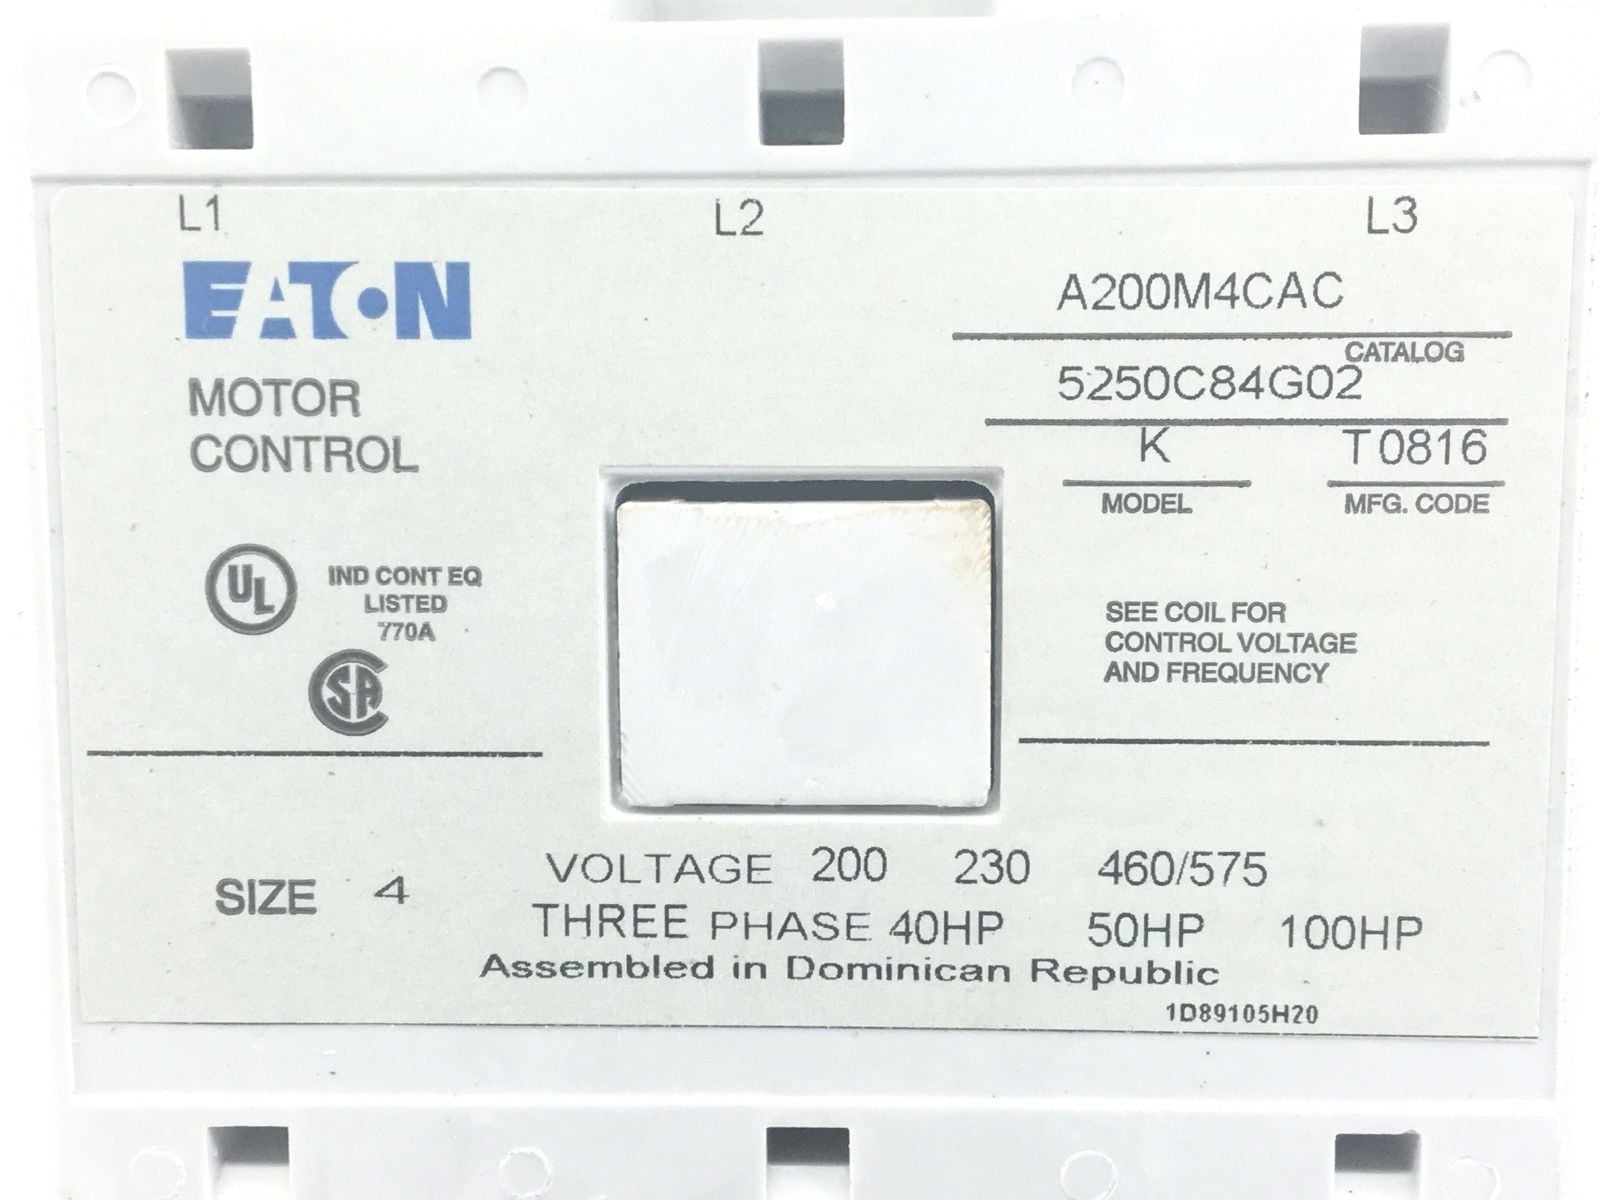 L1 L2 L3
EATON
MOTOR
CONTROL
A200M4CAC
CATALOG
5250C84G02
K T0816
MODEL MFG. CODE
UL
IND CONT EQ
LISTED
770A
SA
SEE COIL FOR
CONTROL VOLTAGE
AND FREQUENCY
SIZE 4
VOLTAGE 200 230 460/575
THREE PHASE 40HP 50HP 100HP
Assembled in Dominican Republic
1D89105H20